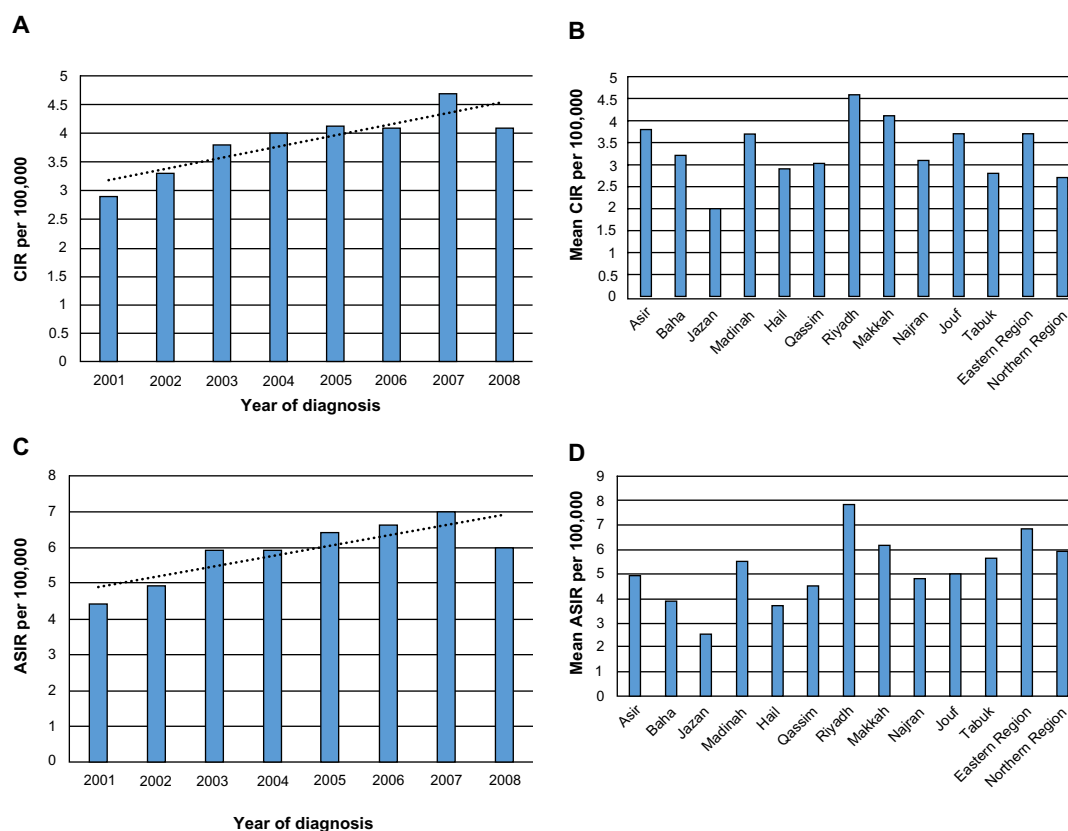 A
CIR per 100,000
5
4.5
4
3.5
3
2.5
2
1.5
1
0.5
0
2001 2002 2003 2004 2005 2006 2007 2008
Year of diagnosis
B
Mean CIR per 100,000
5
4.5
4
3.5
3
2.5
2
1.5
1
0.5
0
Asir Baha Jazan Madinah Hail Qassim Riyadh Makkah Najran Jouf Tabuk Eastern Region Northern Region
C
ASIR per 100,000
8
7
6
5
4
3
2
1
0
2001 2002 2003 2004 2005 2006 2007 2008
Year of diagnosis
D
Mean ASIR per 100,000
9
8
7
6
5
4
3
2
1
0
Asir Baha Jazan Madinah Hail Qassim Riyadh Makkah Najran Jouf Tabuk Eastern Region Northern Region